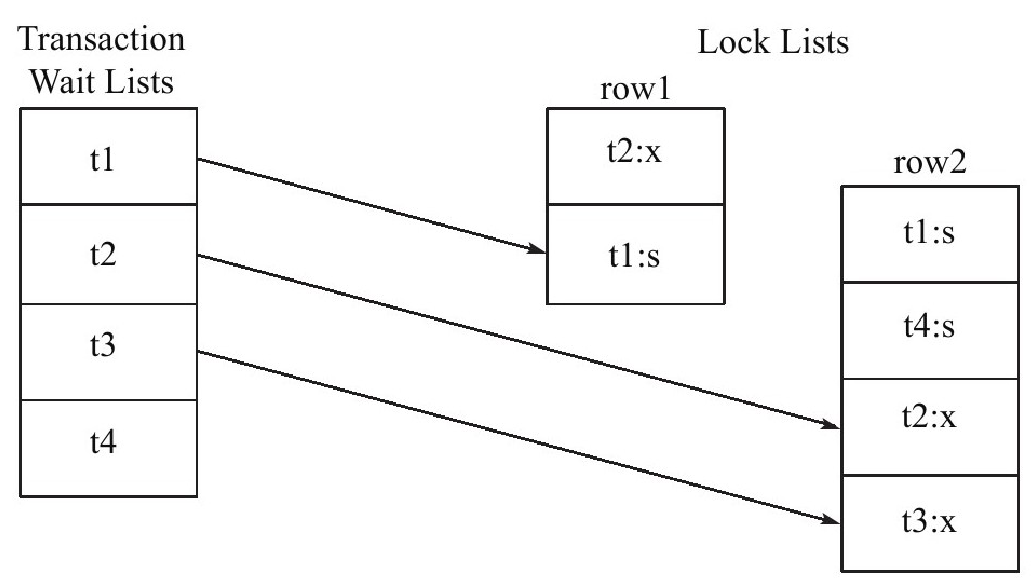 Transaction
Wait Lists
t1
t2
t3
t4
Lock Lists
row1
t2:x
t1:s
row2
t1:s
t4:s
t2:x
t3:x